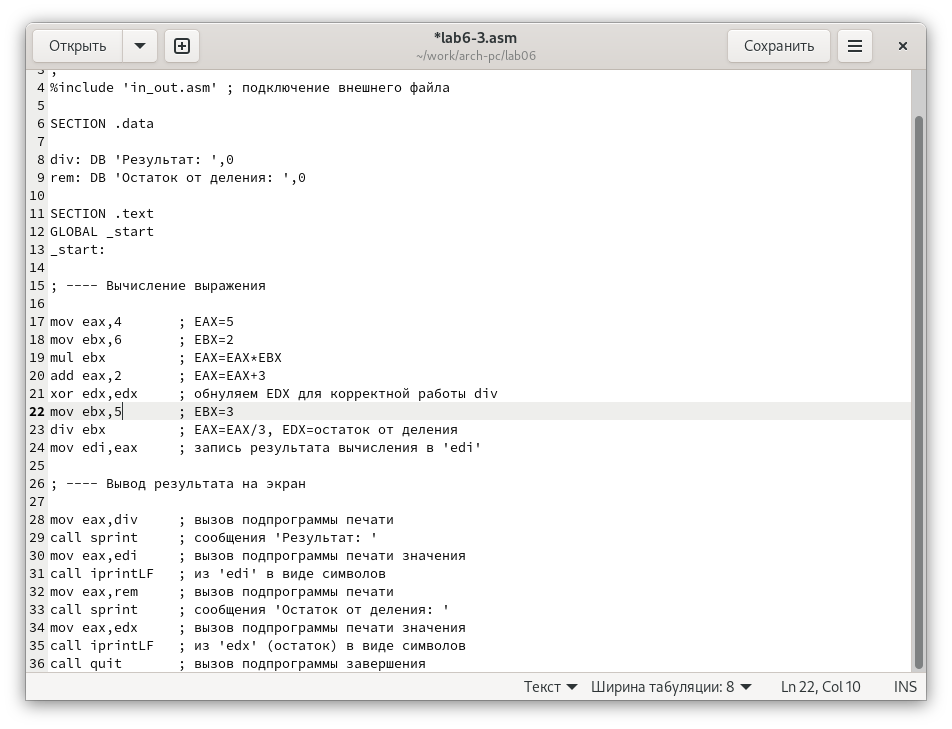 Открыть
*lab6-3.asm
~/work/arch-pc/lab06
Сохранить
3 ;
4 %include 'in_out.asm' ; подключение внешнего файла
5
6 SECTION .data
7
8 div: DB 'Результат: ',0
9 rem: DB 'Остаток от деления: ',0
10
11 SECTION .text
12 GLOBAL _start
13 _start:
14
15 ; ---- Вычисление выражения
16
17 mov eax,4       ; EAX=5
18 mov ebx,6       ; EBX=2
19 mul ebx         ; EAX=EAX*EBX
20 add eax,2       ; EAX=EAX+3
21 xor edx,edx     ; обнуляем EDX для корректной работы div
22 mov ebx,5       ; EBX=3
23 div ebx         ; EAX=EAX/3, EDX=остаток от деления
24 mov edi,eax     ; запись результата вычисления в 'edi'
25
26 ; ---- Вывод результата на экран
27
28 mov eax,div     ; вызов подпрограммы печати
29 call sprint     ; сообщения 'Результат: '
30 mov eax,edi     ; вызов подпрограммы печати значения
31 call iprintLF   ; из 'edi' в виде символов
32 mov eax,rem     ; вызов подпрограммы печати
33 call sprint     ; сообщения 'Остаток от деления: '
34 mov eax,edx     ; вызов подпрограммы печати значения
35 call iprintLF   ; из 'edx' (остаток) в виде символов
36 call quit       ; вызов подпрограммы завершения
Текст Ширина табуляции: 8 Ln 22, Col 10 INS